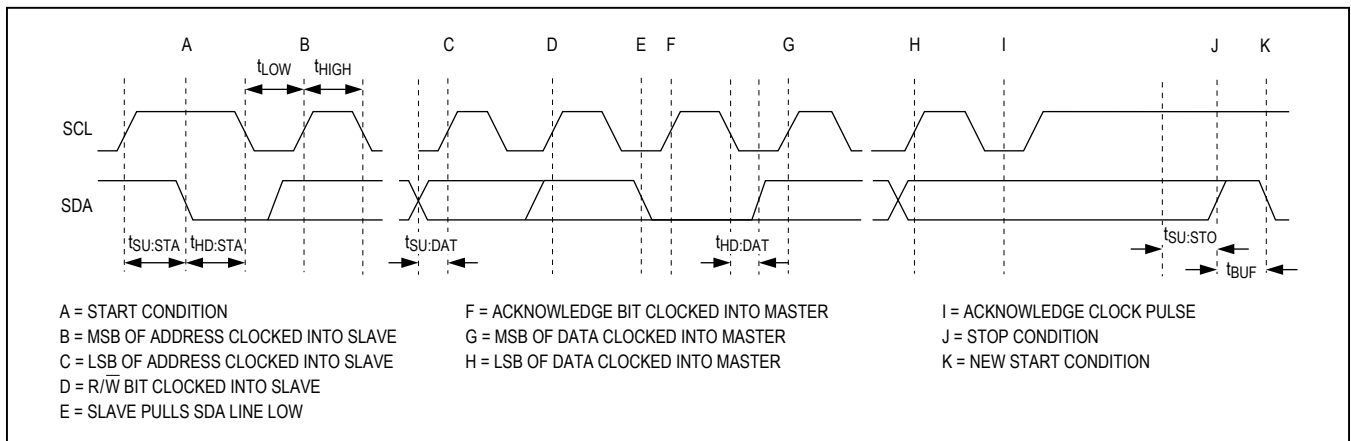 A B C D E F G H I J K
tLOW tHIGH
SCL
SDA
tSU:STA tHD:STA tSU:DAT tHD:DAT tSU:STO
tBUF
A = START CONDITION
B = MSB OF ADDRESS CLOCKED INTO SLAVE
C = LSB OF ADDRESS CLOCKED INTO SLAVE
D = R/W̅ BIT CLOCKED INTO SLAVE
E = SLAVE PULLS SDA LINE LOW
F = ACKNOWLEDGE BIT CLOCKED INTO MASTER
G = MSB OF DATA CLOCKED INTO MASTER
H = LSB OF DATA CLOCKED INTO MASTER
I = ACKNOWLEDGE CLOCK PULSE
J = STOP CONDITION
K = NEW START CONDITION